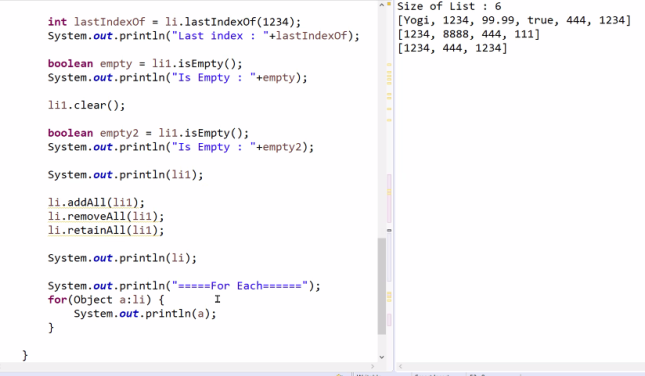 int lastIndexOf = li.lastIndexOf(1234);
System.out.println("Last index : "+lastIndexOf);
boolean empty = li1.isEmpty();
System.out.println("Is Empty : "+empty);
li1.clear();
boolean empty2 = li1.isEmpty();
System.out.println("Is Empty : "+empty2);
System.out.println(li1);
li.addAll(li1);
li.removeAll(li1);
li.retainAll(li1);
System.out.println(li);
System.out.println("=====For Each======");
for(Object a:li) {
System.out.println(a);
}
}
Size of List : 6
[Yogi, 1234, 99.99, true, 444, 1234]
[1234, 8888, 444, 111]
[1234, 444, 1234]